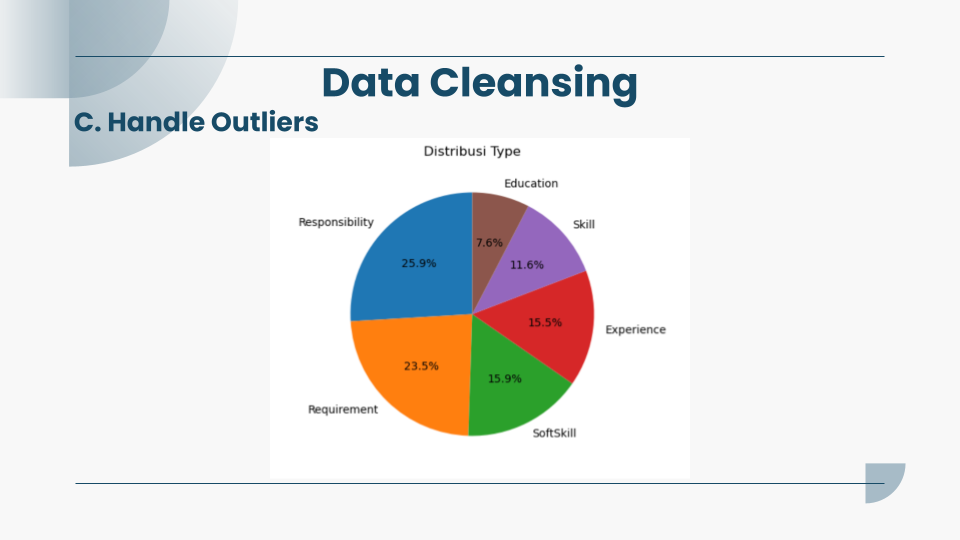 Data Cleansing
C. Handle Outliers
Distribusi Type
Education
Responsibility
Skill
7.6%
25.9%
11.6%
15.5%
Experience
23.5%
15.9%
Requirement
SoftSkill